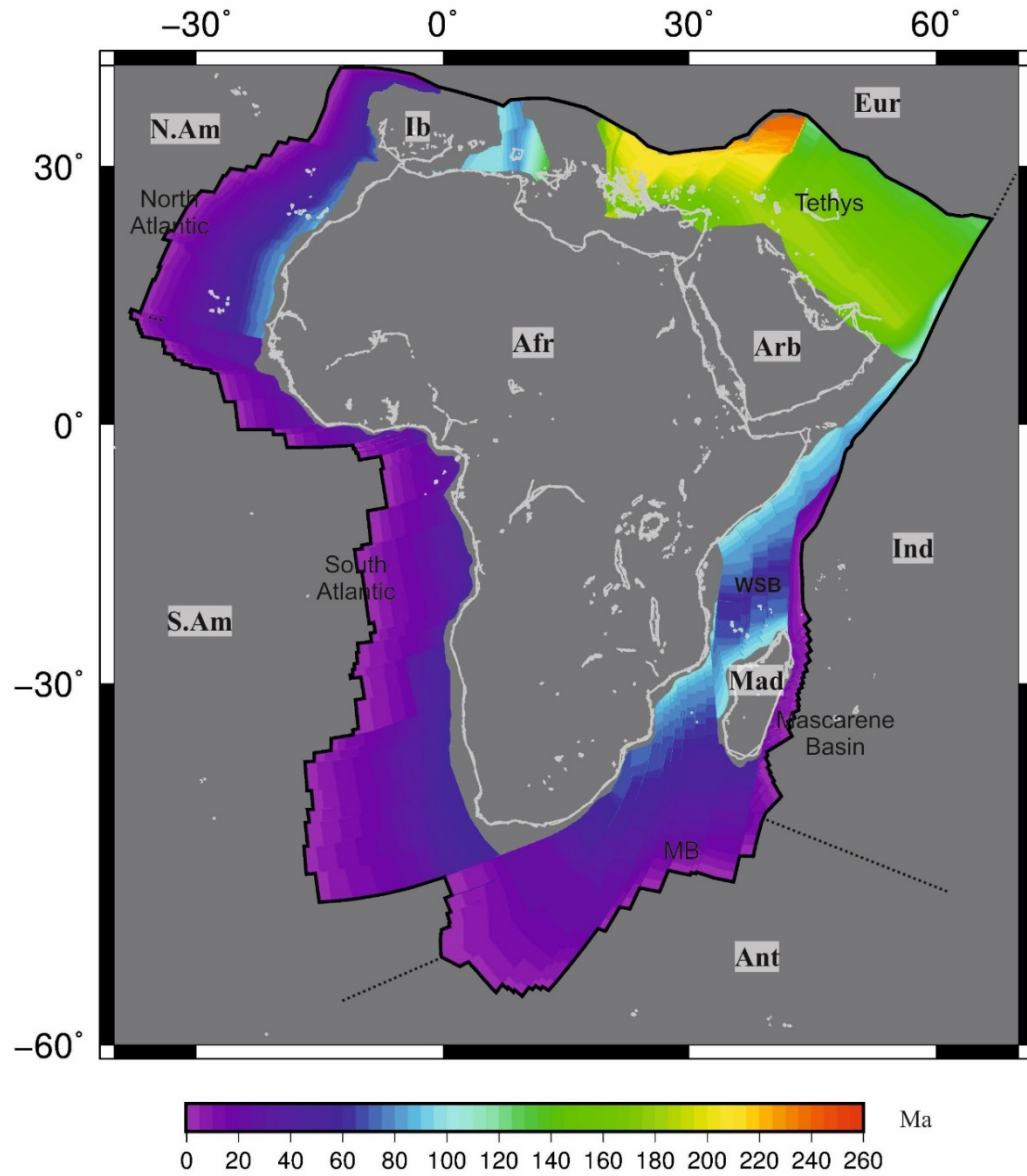 −30˚ 0˚ 30˚ 60˚
Eur
N.Am
Ib
30˚
North
Atlantic
Tethys
Afr
Arb
0˚
Ind
South
Atlantic
WSB
S.Am
−30˚
Mad
Mascarene
Basin
MB
Ant
−60˚
Ma
0 20 40 60 80 100 120 140 160 180 200 220 240 260